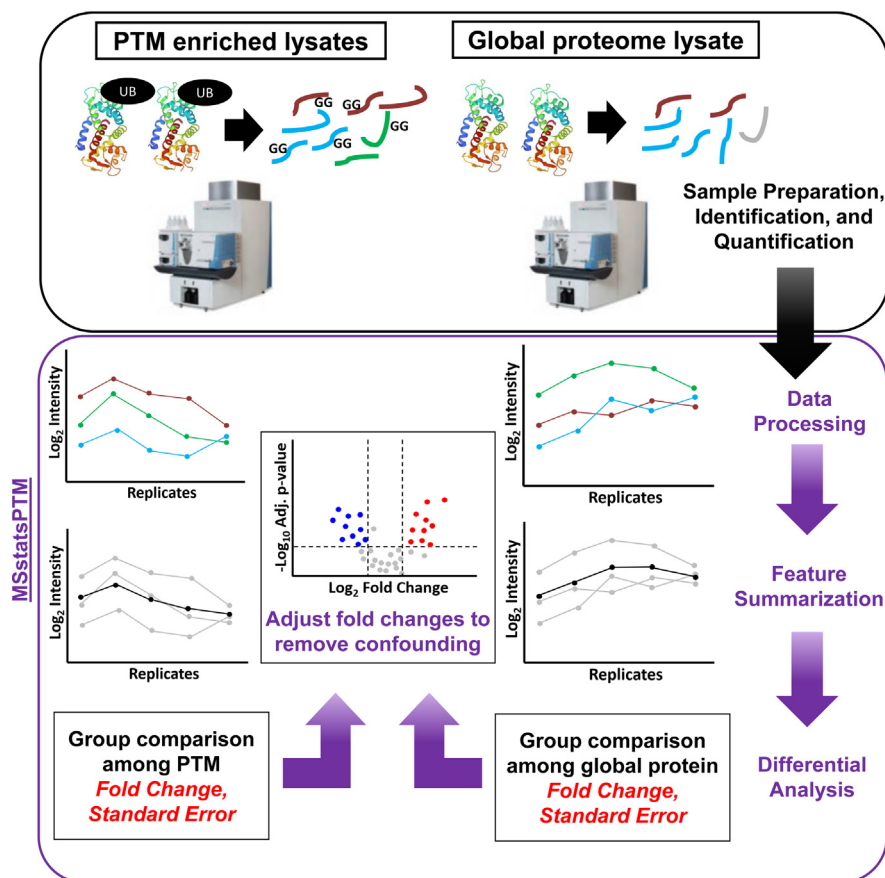 PTM enriched lysates
Global proteome lysate
UB
UB
GG
GG
GG
GG
GG
Sample Preparation,
Identification, and
Quantification
MSstatsPTM
Log2 Intensity
Replicates
Log2 Intensity
Replicates
-Log10 Adj. p-value
Log2 Fold Change
Adjust fold changes to
remove confounding
Log2 Intensity
Replicates
Log2 Intensity
Replicates
Data
Processing
Feature
Summarization
Differential
Analysis
Group comparison
among PTM
Fold Change,
Standard Error
Group comparison
among global protein
Fold Change,
Standard Error